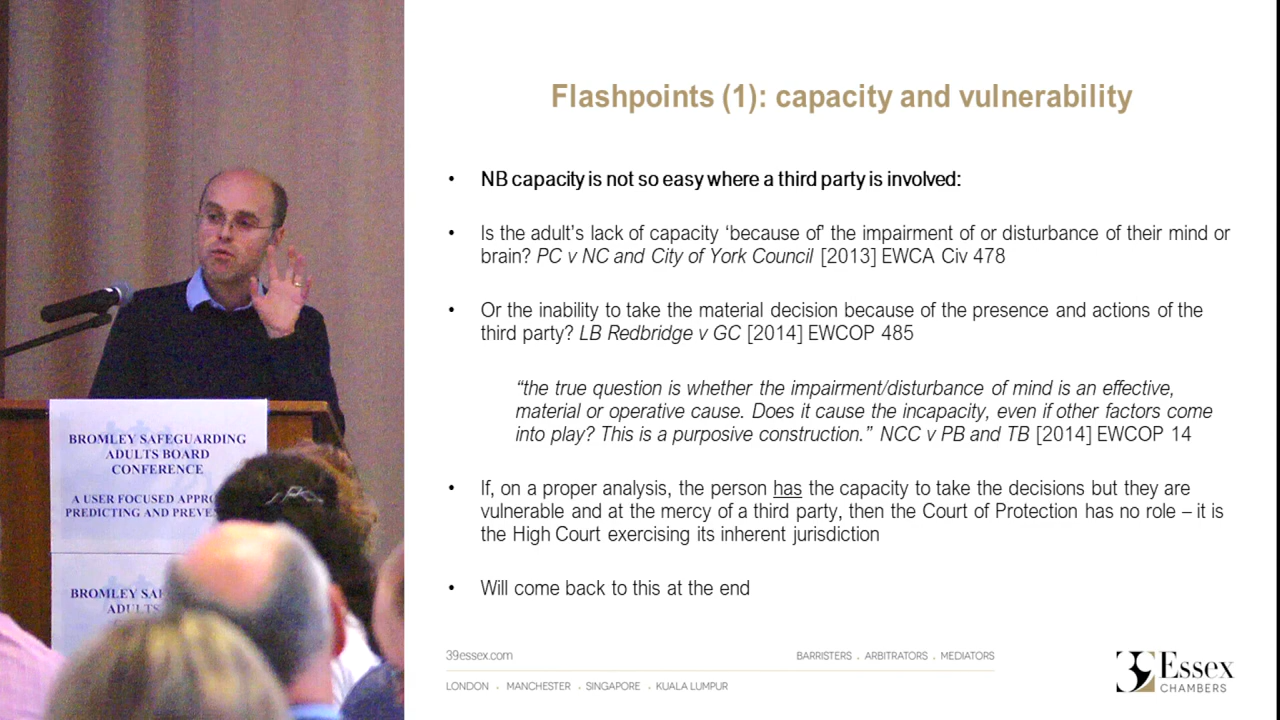 Flashpoints (1): capacity and vulnerability
• NB capacity is not so easy where a third party is involved:
• Is the adult’s lack of capacity ‘because of’ the impairment of or disturbance of their mind or
brain? PC v NC and City of York Council [2013] EWCA Civ 478
• Or the inability to take the material decision because of the presence and actions of the
third party? LB Redbridge v GC [2014] EWCOP 485
“the true question is whether the impairment/disturbance of mind is an effective,
material or operative cause. Does it cause the incapacity, even if other factors come
into play? This is a purposive construction.” NCC v PB and TB [2014] EWCOP 14
• If, on a proper analysis, the person has the capacity to take the decisions but they are
vulnerable and at the mercy of a third party, then the Court of Protection has no role – it is
the High Court exercising its inherent jurisdiction
• Will come back to this at the end
39essex.com
BARRISTERS . ARBITRATORS . MEDIATORS
LONDON . MANCHESTER . SINGAPORE . KUALA LUMPUR
39 Essex
CHAMBERS
BROMLEY SAFEGUARDING
ADULTS BOARD
CONFERENCE
A USER FOCUSED
PREDICTING AND
BROMLEY
ADULTS